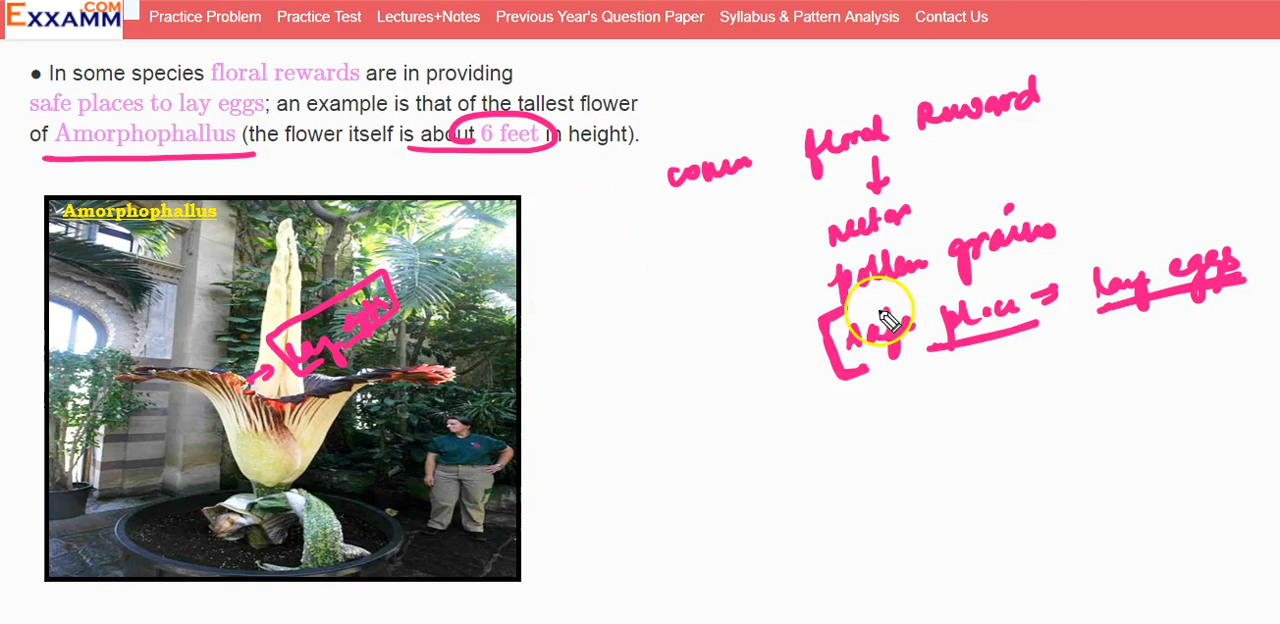 EXXAMM.COM
Practice Problem Practice Test Lectures+Notes Previous Year's Question Paper Syllabus & Pattern Analysis Contact Us
● In some species floral rewards are in providing
safe places to lay eggs; an example is that of the tallest flower
of Amorphophallus (the flower itself is about 6 feet in height).
floral Reward
nectar
pollen grains
place → lay eggs
Amorphophallus
lay eggs